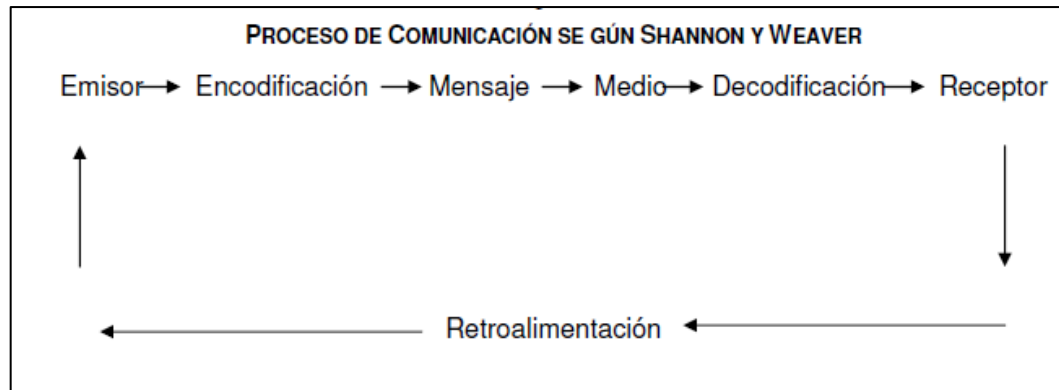 PROCESO DE COMUNICACIÓN SE GÚN SHANNON Y WEAVER
Emisor Encodificación Mensaje Medio Decodificación Receptor
Retroalimentación